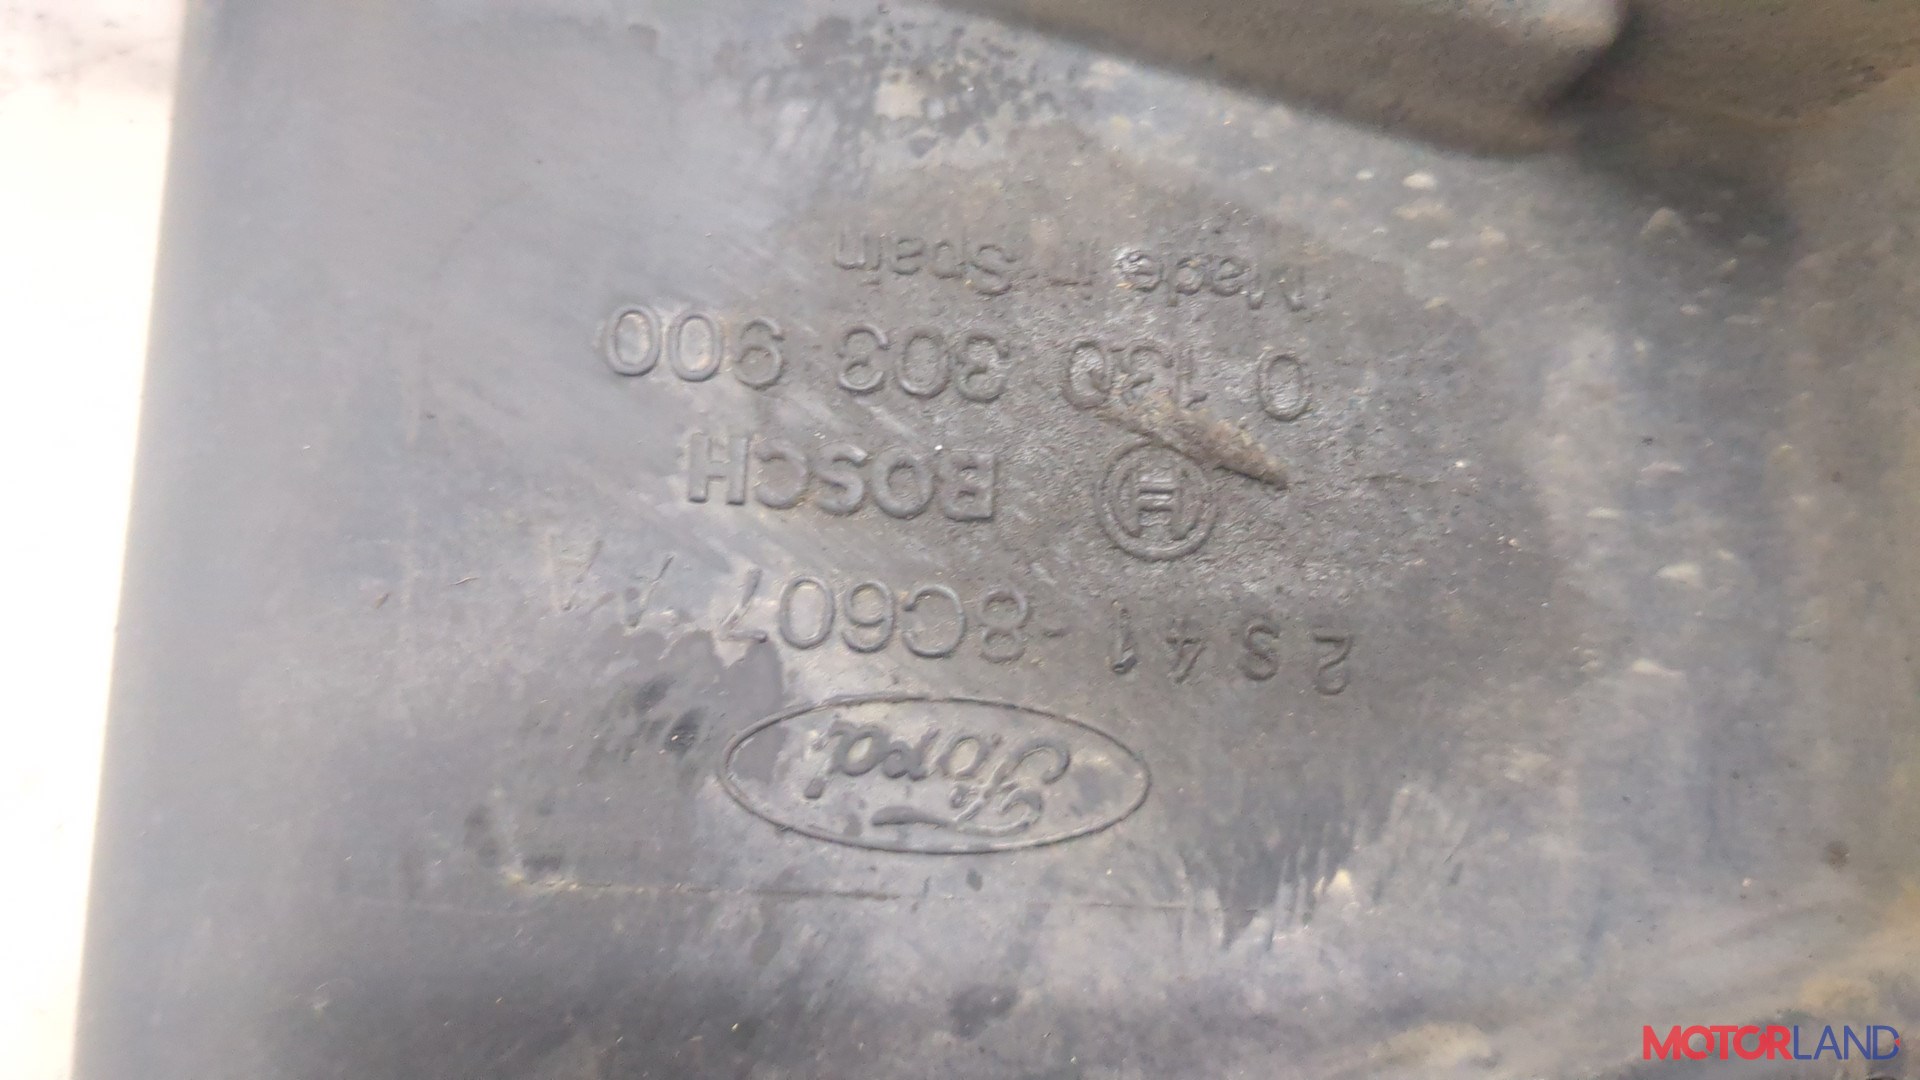 Ford
2S41-8C607 AA
BOSCH
0 130 303 900
Made in Spain
MOTORLAND